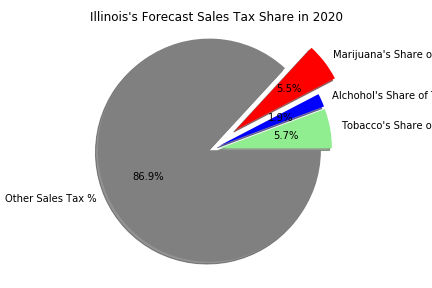 Illinois's Forecast Sales Tax Share in 2020
Marijuana's Share o
5.5%
Alchohol's Share of
1.8%
Tobacco's Share o
5.7%
86.9%
Other Sales Tax %